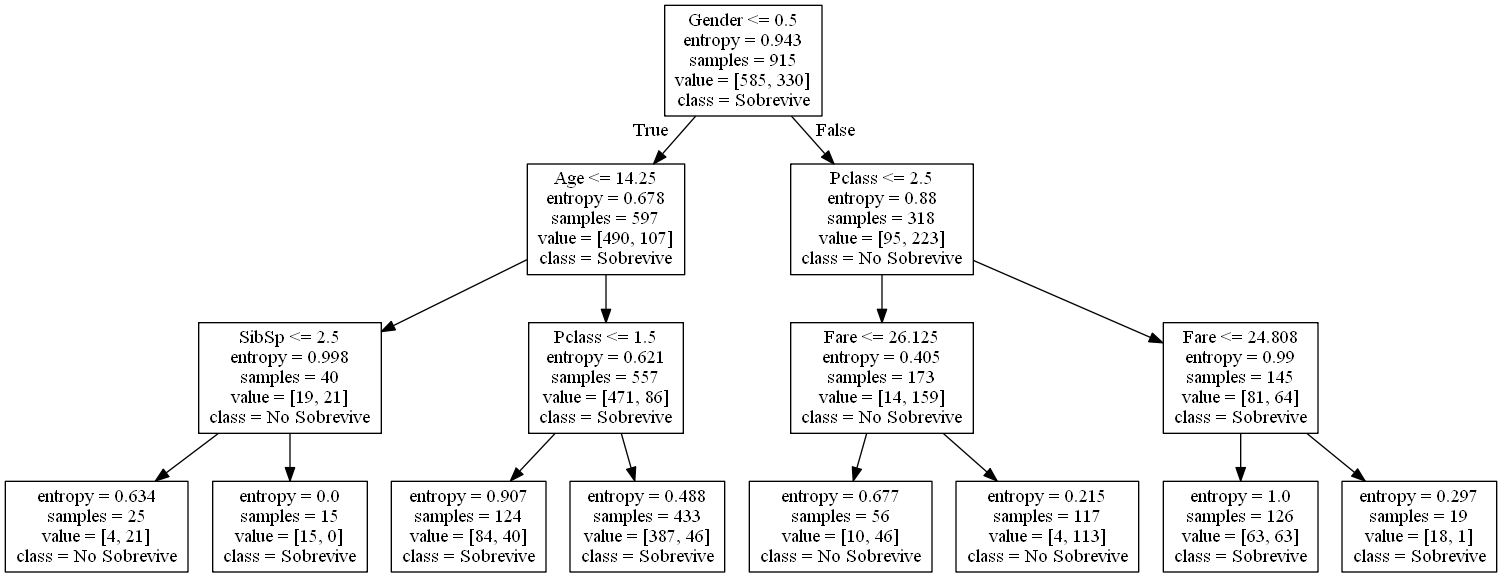 Gender <= 0.5
entropy = 0.943
samples = 915
value = [585, 330]
class = Sobrevive
True
False
Age <= 14.25
entropy = 0.678
samples = 597
value = [490, 107]
class = Sobrevive
Pclass <= 2.5
entropy = 0.88
samples = 318
value = [95, 223]
class = No Sobrevive
SibSp <= 2.5
entropy = 0.998
samples = 40
value = [19, 21]
class = No Sobrevive
Pclass <= 1.5
entropy = 0.621
samples = 557
value = [471, 86]
class = Sobrevive
Fare <= 26.125
entropy = 0.405
samples = 173
value = [14, 159]
class = No Sobrevive
Fare <= 24.808
entropy = 0.99
samples = 145
value = [81, 64]
class = Sobrevive
entropy = 0.634
samples = 25
value = [4, 21]
class = No Sobrevive
entropy = 0.0
samples = 15
value = [15, 0]
class = Sobrevive
entropy = 0.907
samples = 124
value = [84, 40]
class = Sobrevive
entropy = 0.488
samples = 433
value = [387, 46]
class = Sobrevive
entropy = 0.677
samples = 56
value = [10, 46]
class = No Sobrevive
entropy = 0.215
samples = 117
value = [4, 113]
class = No Sobrevive
entropy = 1.0
samples = 126
value = [63, 63]
class = Sobrevive
entropy = 0.297
samples = 19
value = [18, 1]
class = Sobrevive